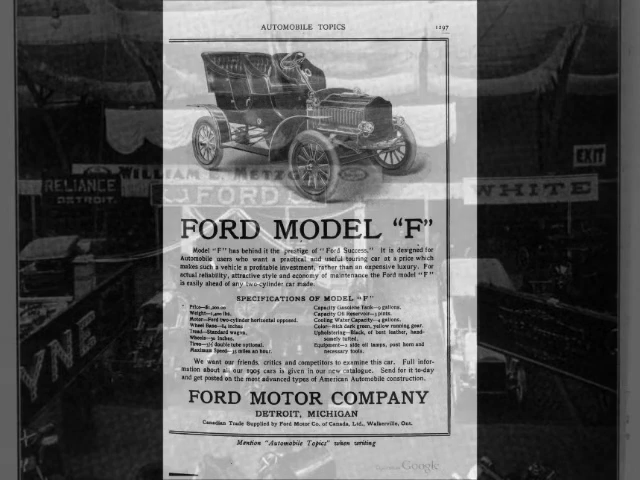 AUTOMOBILE TOPICS 1197
EXIT
WILLIAM E. METZGER
RELIANCE
DETROIT.
FORD
WHITE
FORD MODEL "F"
Model "F" has behind it the prestige of "Ford Success." It is designed for
Automobile users who want a practical and useful touring car at a price which
makes such a vehicle a profitable investment, rather than an expensive luxury. For
actual reliability, attractive style and economy of maintenance the Ford model "F"
is easily ahead of any two-cylinder car made.
SPECIFICATIONS OF MODEL "F"
Price—
Weight—1,400 lbs.
Motor—Ford two-cylinder horizontal opposed.
Wheel Base—84 inches
Tread—Standard wagon.
Wheels—30 inches.
Tires—3½ double tube optional.
Maximum Speed—35 miles an hour.
Capacity Gasoline Tank—9 gallons.
Capacity Oil Reservoir—3 pints.
Cooling Water Capacity—4 gallons.
Color—Rich dark green, yellow running gear.
Upholstering—Black, of best leather, hand-
somely tufted.
Equipment—2 side oil lamps, post horn and
necessary tools.
We want our friends, critics and competitors to examine this car. Full infor-
mation about all our 1905 cars is given in our new catalogue. Send for it to-day
and get posted on the most advanced types of American Automobile construction.
FORD MOTOR COMPANY
DETROIT, MICHIGAN
Canadian Trade Supplied by Ford Motor Co. of Canada, Ltd., Walkerville, Ont.
Mention "Automobile Topics" when writing
Google